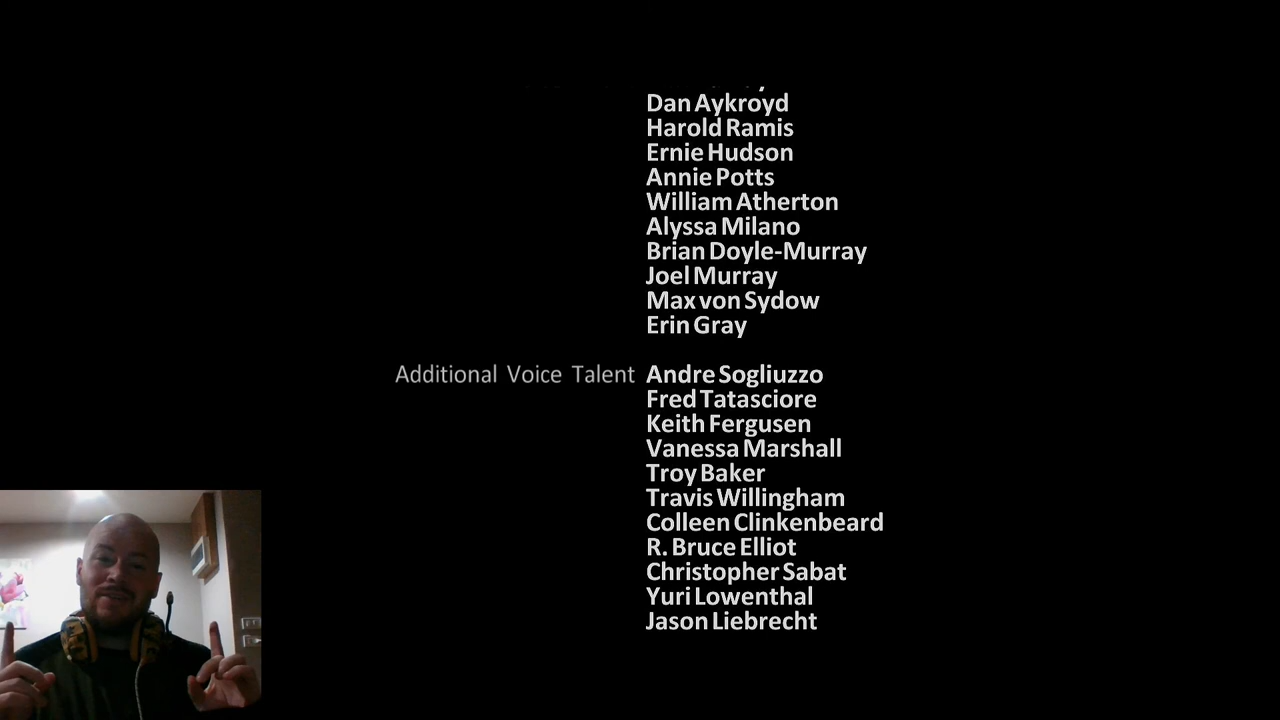 Dan Aykroyd
Harold Ramis
Ernie Hudson
Annie Potts
William Atherton
Alyssa Milano
Brian Doyle-Murray
Joel Murray
Max von Sydow
Erin Gray
Additional Voice Talent Andre Sogliuzzo
Fred Tatasciore
Keith Fergusen
Vanessa Marshall
Troy Baker
Travis Willingham
Colleen Clinkenbeard
R. Bruce Elliot
Christopher Sabat
Yuri Lowenthal
Jason Liebrecht